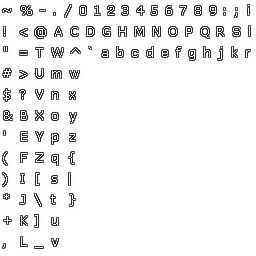 ~ % - . / 0 1 2 3 4 5 6 7 8 9 : ; i
! < @ A C D G H M N O P Q R S l
" = T W ^ ` a b c d e f g h j k r
# > U m w
$ ? V n x
& B X o y
' E Y p z
( F Z q {
) I [ s |
* J \ t }
+ K ] u
, L _ v